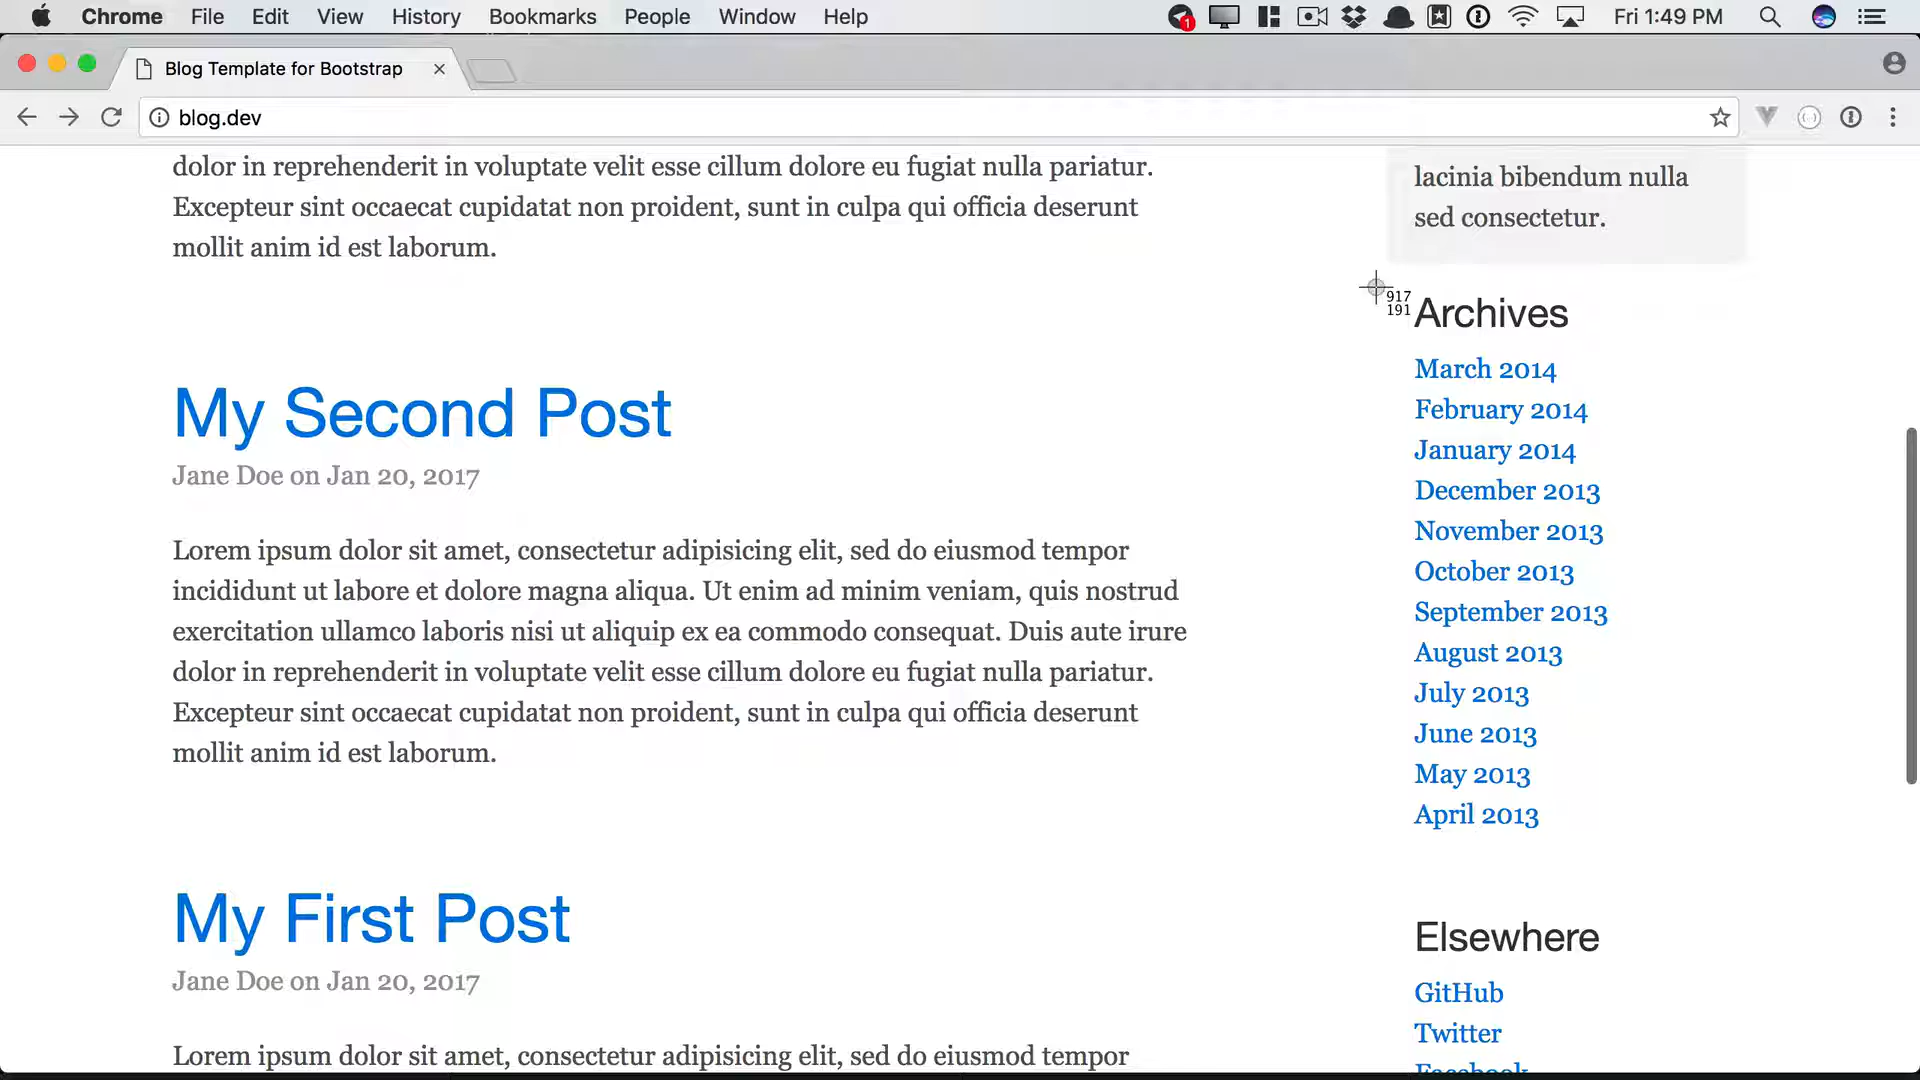 Chrome File Edit View History Bookmarks People Window Help
1
Fri 1:49 PM
Blog Template for Bootstrap
blog.dev
dolor in reprehenderit in voluptate velit esse cillum dolore eu fugiat nulla pariatur.
Excepteur sint occaecat cupidatat non proident, sunt in culpa qui officia deserunt
mollit anim id est laborum.
My Second Post
Jane Doe on Jan 20, 2017
Lorem ipsum dolor sit amet, consectetur adipisicing elit, sed do eiusmod tempor
incididunt ut labore et dolore magna aliqua. Ut enim ad minim veniam, quis nostrud
exercitation ullamco laboris nisi ut aliquip ex ea commodo consequat. Duis aute irure
dolor in reprehenderit in voluptate velit esse cillum dolore eu fugiat nulla pariatur.
Excepteur sint occaecat cupidatat non proident, sunt in culpa qui officia deserunt
mollit anim id est laborum.
My First Post
Jane Doe on Jan 20, 2017
Lorem ipsum dolor sit amet, consectetur adipisicing elit, sed do eiusmod tempor
lacinia bibendum nulla
sed consectetur.
917
191
Archives
March 2014
February 2014
January 2014
December 2013
November 2013
October 2013
September 2013
August 2013
July 2013
June 2013
May 2013
April 2013
Elsewhere
GitHub
Twitter
Facebook